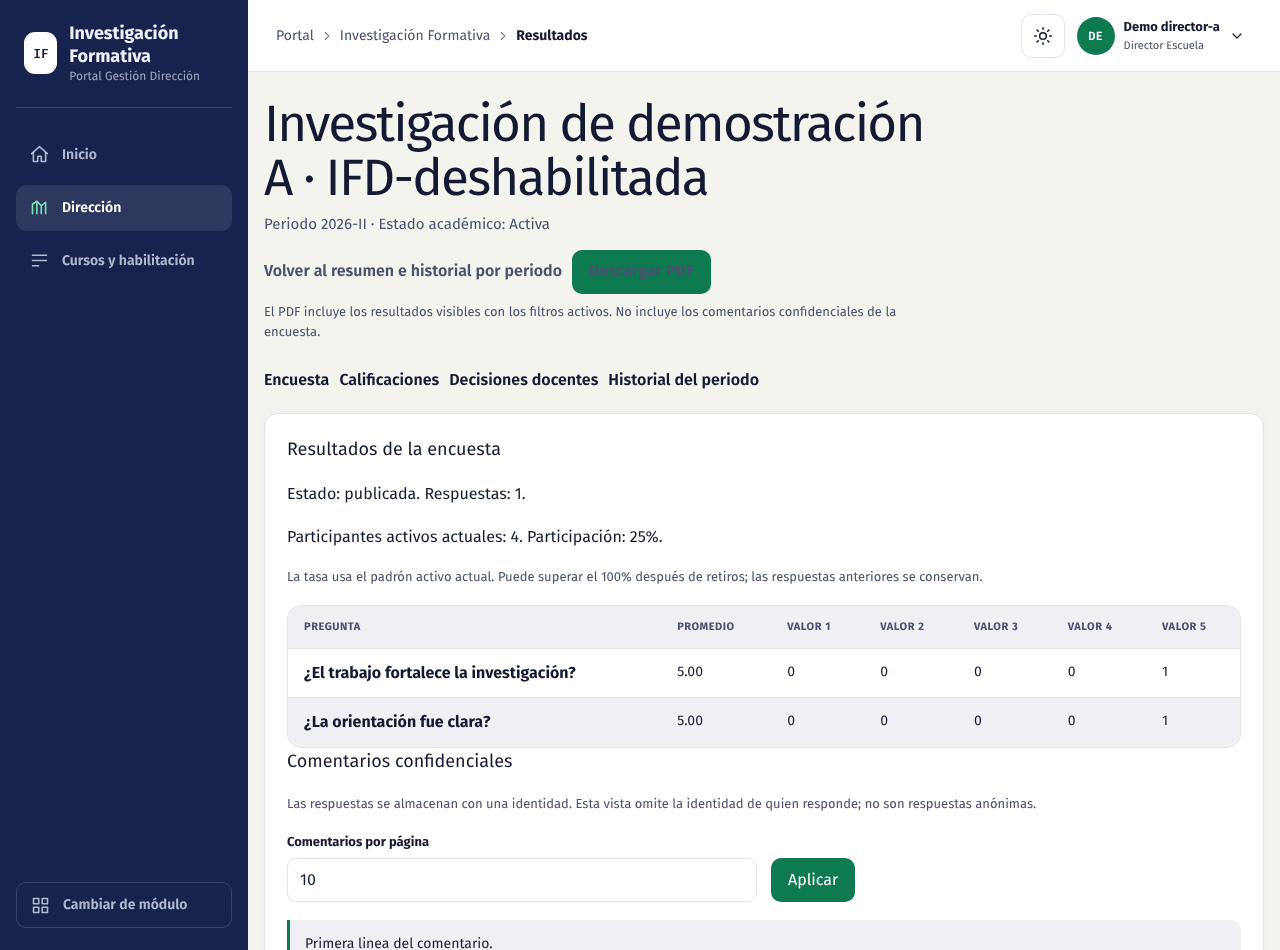 IF
Investigación
Formativa
Portal Gestión Dirección
Inicio
Dirección
Cursos y habilitación
Cambiar de módulo
Portal > Investigación Formativa > Resultados
DE
Demo director-a
Director Escuela
Investigación de demostración
A · IFD-deshabilitada
Periodo 2026-II · Estado académico: Activa
Volver al resumen e historial por periodo Descargar PDF
El PDF incluye los resultados visibles con los filtros activos. No incluye los comentarios confidenciales de la
encuesta.
Encuesta Calificaciones Decisiones docentes Historial del periodo
Resultados de la encuesta
Estado: publicada. Respuestas: 1.
Participantes activos actuales: 4. Participación: 25%.
La tasa usa el padrón activo actual. Puede superar el 100% después de retiros; las respuestas anteriores se conservan.
PREGUNTA PROMEDIO VALOR 1 VALOR 2 VALOR 3 VALOR 4 VALOR 5
¿El trabajo fortalece la investigación? 5.00 0 0 0 0 1
¿La orientación fue clara? 5.00 0 0 0 0 1
Comentarios confidenciales
Las respuestas se almacenan con una identidad. Esta vista omite la identidad de quien responde; no son respuestas anónimas.
Comentarios por página
10 Aplicar
Primera linea del comentario.